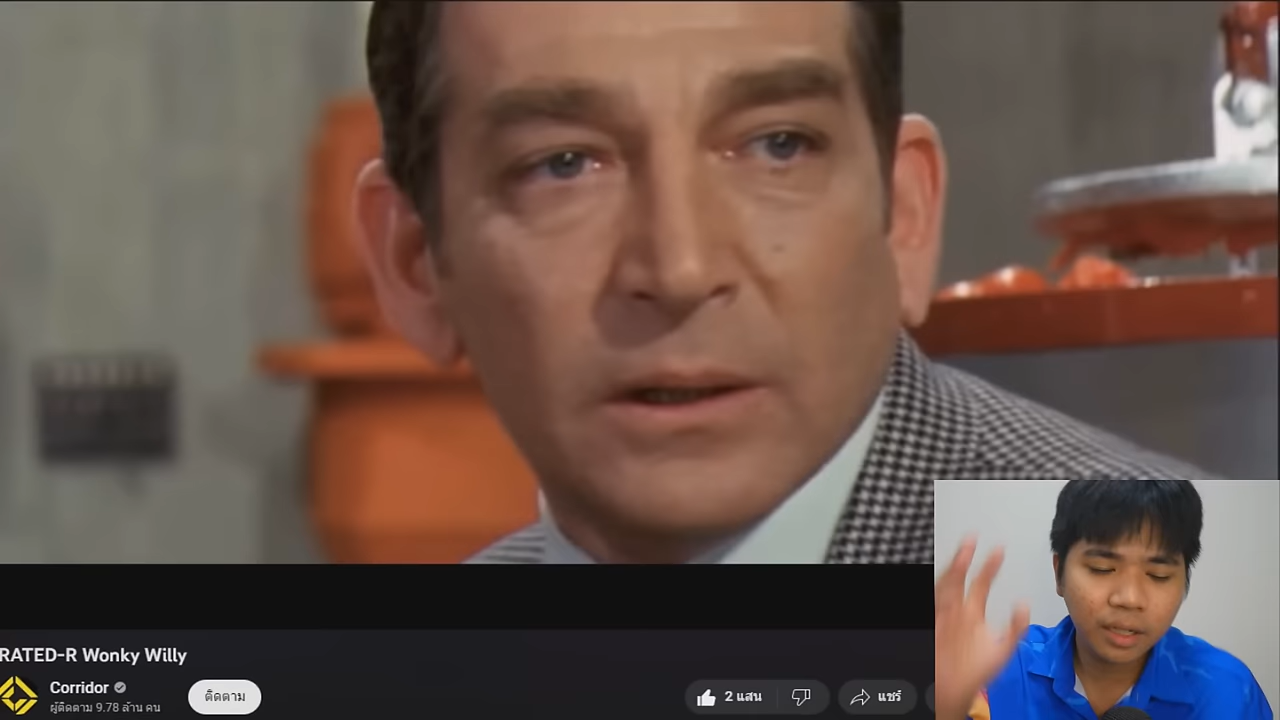 RATED-R Wonky Willy
Corridor
ผู้ติดตาม 9.78 ล้าน คน
ติดตาม
2 แสน
แชร์